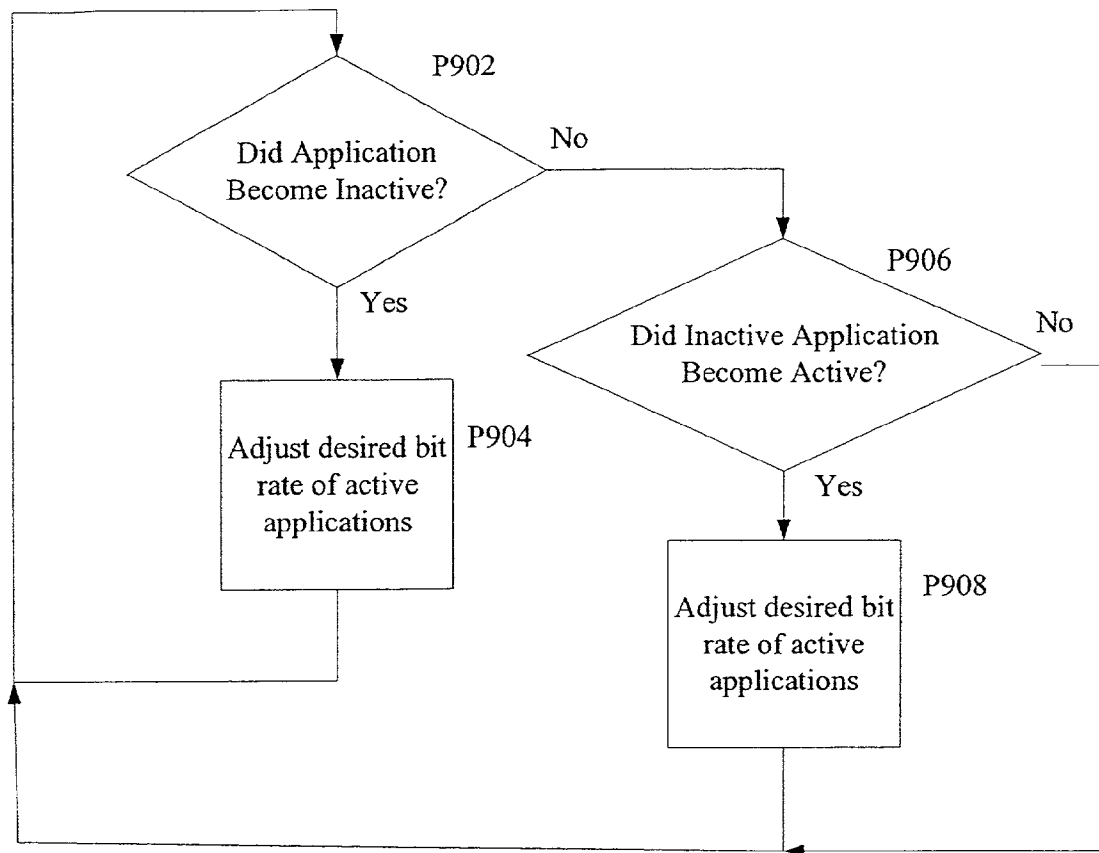 P902
Did Application
Become Inactive?
No
Yes
P904
Adjust desired bit
rate of active
applications
P906
Did Inactive Application
Become Active?
No
Yes
P908
Adjust desired bit
rate of active
applications